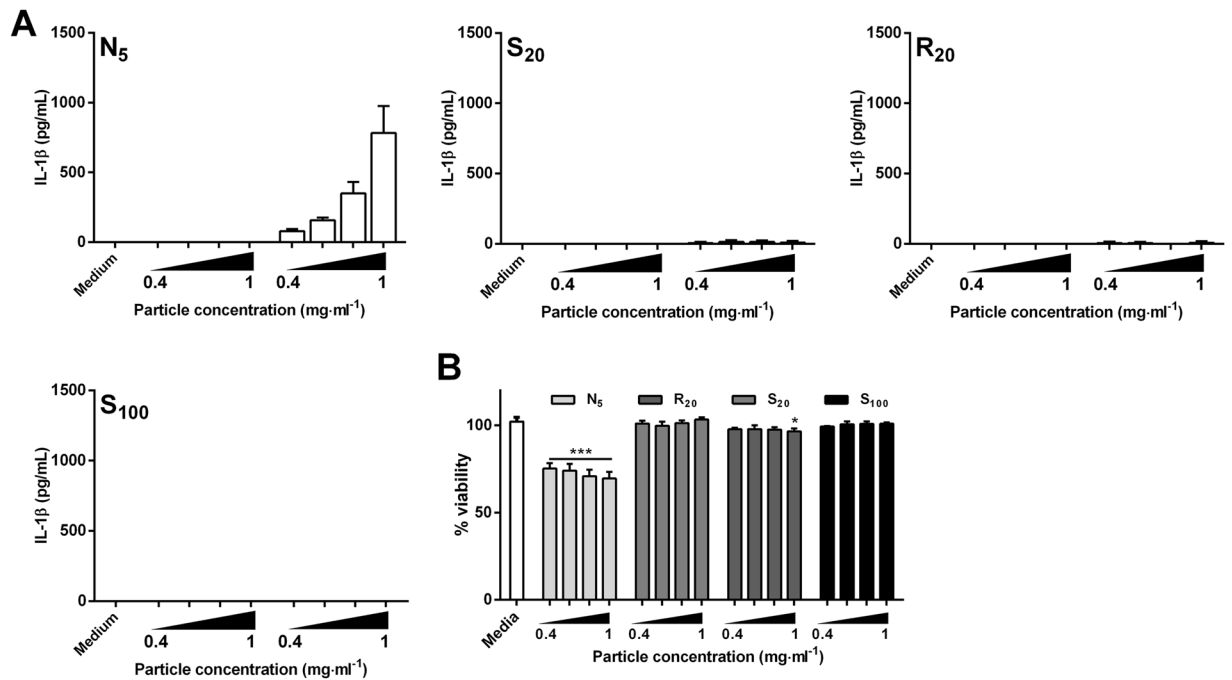 A
N5
1500
1000
500
0
IL-1β (pg/mL)
Medium
0.4 1 0.4 1
Particle concentration (mg·ml-1)
S20
1500
1000
500
0
IL-1β (pg/mL)
Medium
0.4 1 0.4 1
Particle concentration (mg·ml-1)
R20
1500
1000
500
0
IL-1β (pg/mL)
Medium
0.4 1 0.4 1
Particle concentration (mg·ml-1)
S100
1500
1000
500
0
IL-1β (pg/mL)
Medium
0.4 1 0.4 1
Particle concentration (mg·ml-1)
B
N5 R20 S20 S100
100
50
0
% viability
***
*
Media
0.4 1 0.4 1 0.4 1 0.4 1
Particle concentration (mg·ml-1)